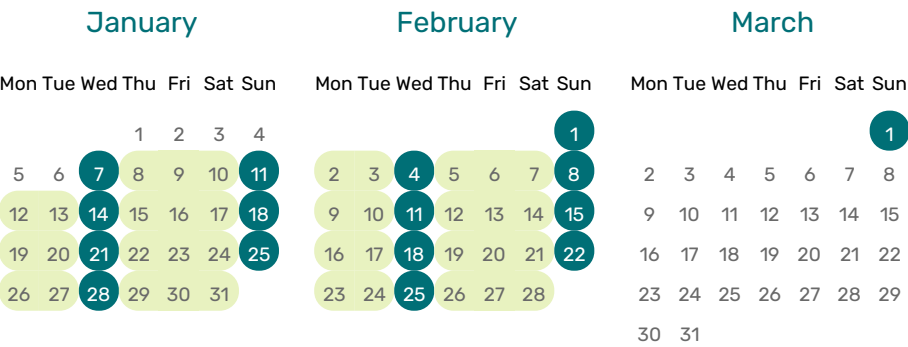 January
Mon Tue Wed Thu Fri Sat Sun
1 2 3 4
5 6 7 8 9 10 11
12 13 14 15 16 17 18
19 20 21 22 23 24 25
26 27 28 29 30 31
February
Mon Tue Wed Thu Fri Sat Sun
1
2 3 4 5 6 7 8
9 10 11 12 13 14 15
16 17 18 19 20 21 22
23 24 25 26 27 28
March
Mon Tue Wed Thu Fri Sat Sun
1
2 3 4 5 6 7 8
9 10 11 12 13 14 15
16 17 18 19 20 21 22
23 24 25 26 27 28 29
30 31